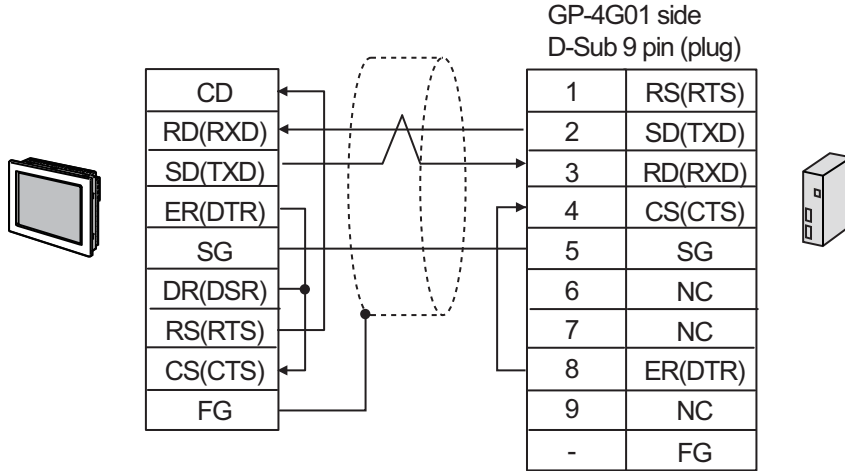 GP-4G01 side
D-Sub 9 pin (plug)
CD
RD(RXD)
SD(TXD)
ER(DTR)
SG
DR(DSR)
RS(RTS)
CS(CTS)
FG
1 RS(RTS)
2 SD(TXD)
3 RD(RXD)
4 CS(CTS)
5 SG
6 NC
7 NC
8 ER(DTR)
9 NC
- FG